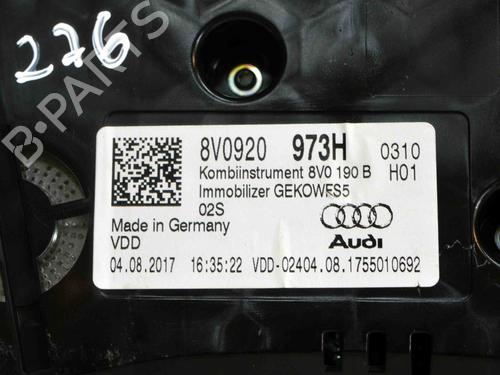 276
B-PARTS
8V0920 973H 0310
Kombiinstrument 8V0 190 B H01
Immobilizer GEKOWFS5
02S
Made in Germany
VDD
Audi
04.08.2017 16:35:22 VDD-02404.08.1755010692